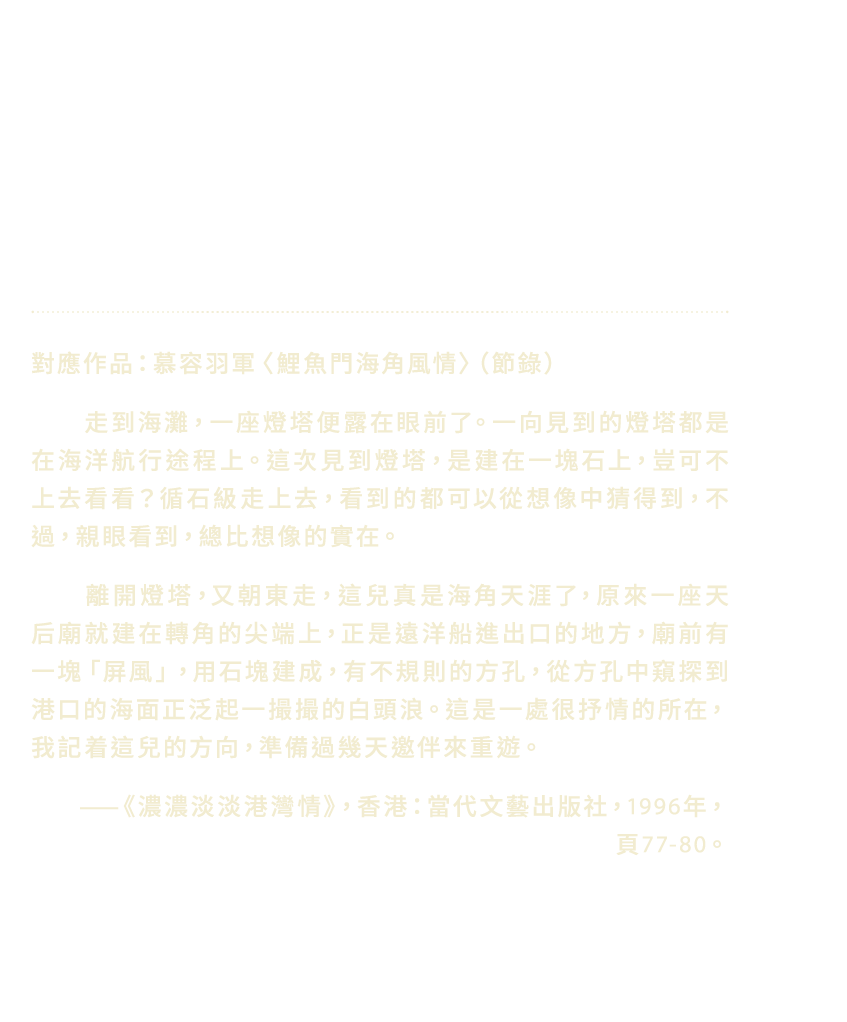 對應作品：慕容羽軍〈鯉魚門海角風情〉（節錄）
走到海灘，一座燈塔便露在眼前了。一向見到的燈塔都是
在海洋航行途程上。這次見到燈塔，是建在一塊石上，豈可不
上去看看？循石級走上去，看到的都可以從想像中猜得到，不
過，親眼看到，總比想像的實在。
離開燈塔，又朝東走，這兒真是海角天涯了，原來一座天
后廟就建在轉角的尖端上，正是遠洋船進出口的地方，廟前有
一塊「屏風」，用石塊建成，有不規則的方孔，從方孔中窺探到
港口的海面正泛起一撮撮的白頭浪。這是一處很抒情的所在，
我記着這兒的方向，準備過幾天邀伴來重遊。
——《濃濃淡淡港灣情》，香港：當代文藝出版社，1996年，
頁77-80。